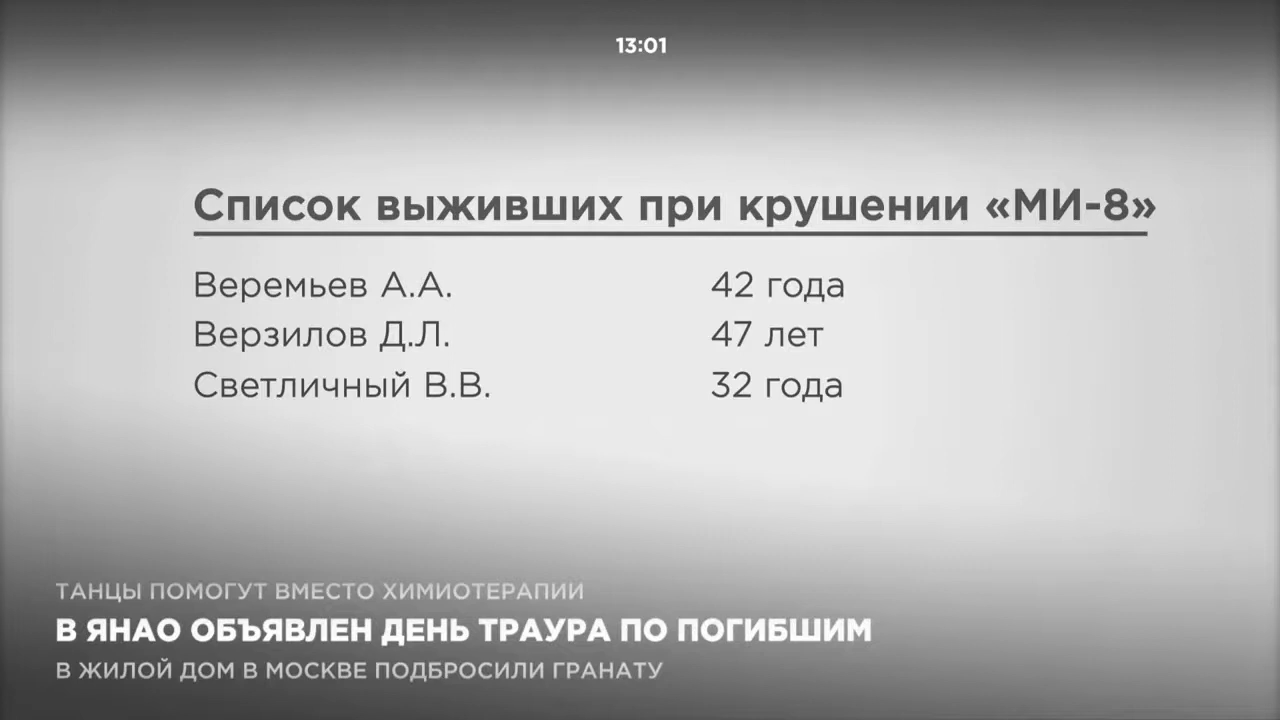 13:01
Список выживших при крушении «МИ-8»
Веремьев А.А. 42 года
Верзилов Д.Л. 47 лет
Светличный В.В. 32 года
ТАНЦЫ ПОМОГУТ ВМЕСТО ХИМИОТЕРАПИИ
В ЯНАО ОБЪЯВЛЕН ДЕНЬ ТРАУРА ПО ПОГИБШИМ
В ЖИЛОЙ ДОМ В МОСКВЕ ПОДБРОСИЛИ ГРАНАТУ